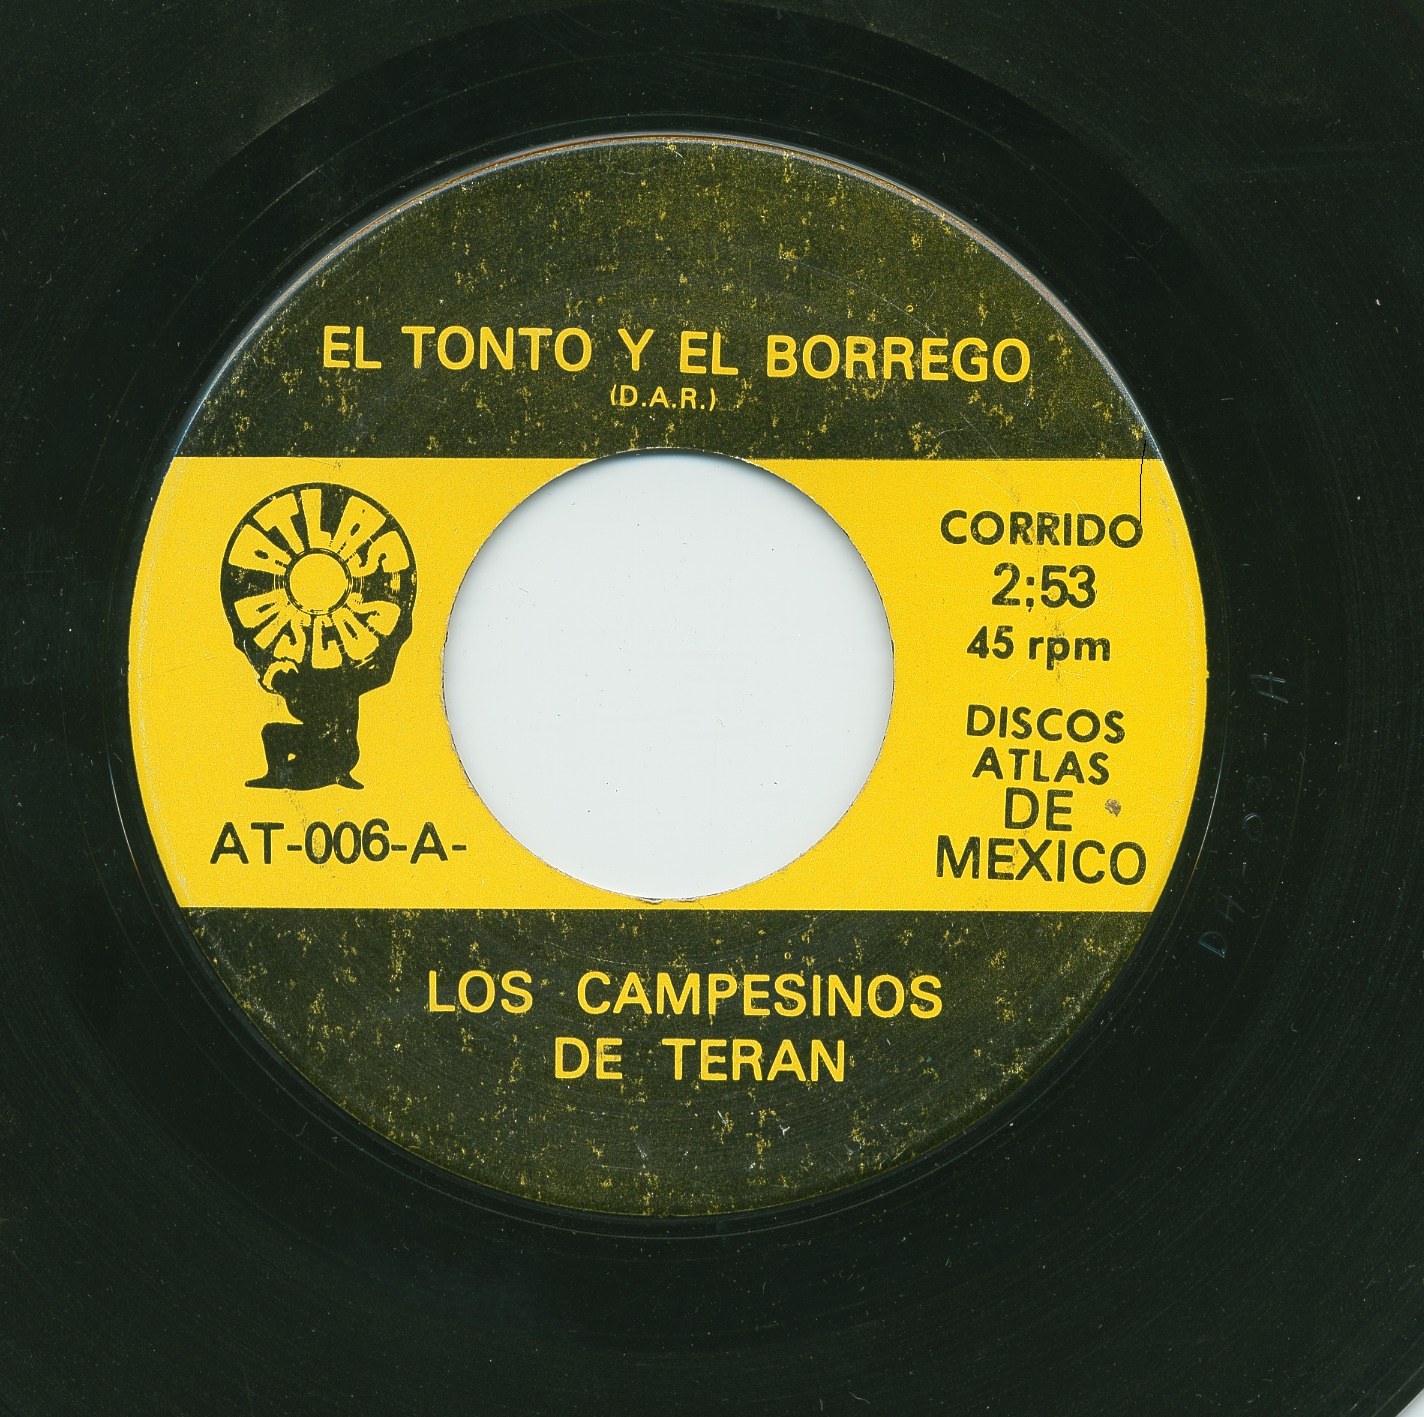 EL TONTO Y EL BORREGO
(D.A.R.)
ATLAS
DISCOS
CORRIDO
2;53
45 rpm
DISCOS
ATLAS
DE
MEXICO
AT-006-A-
LOS CAMPESINOS
DE TERAN